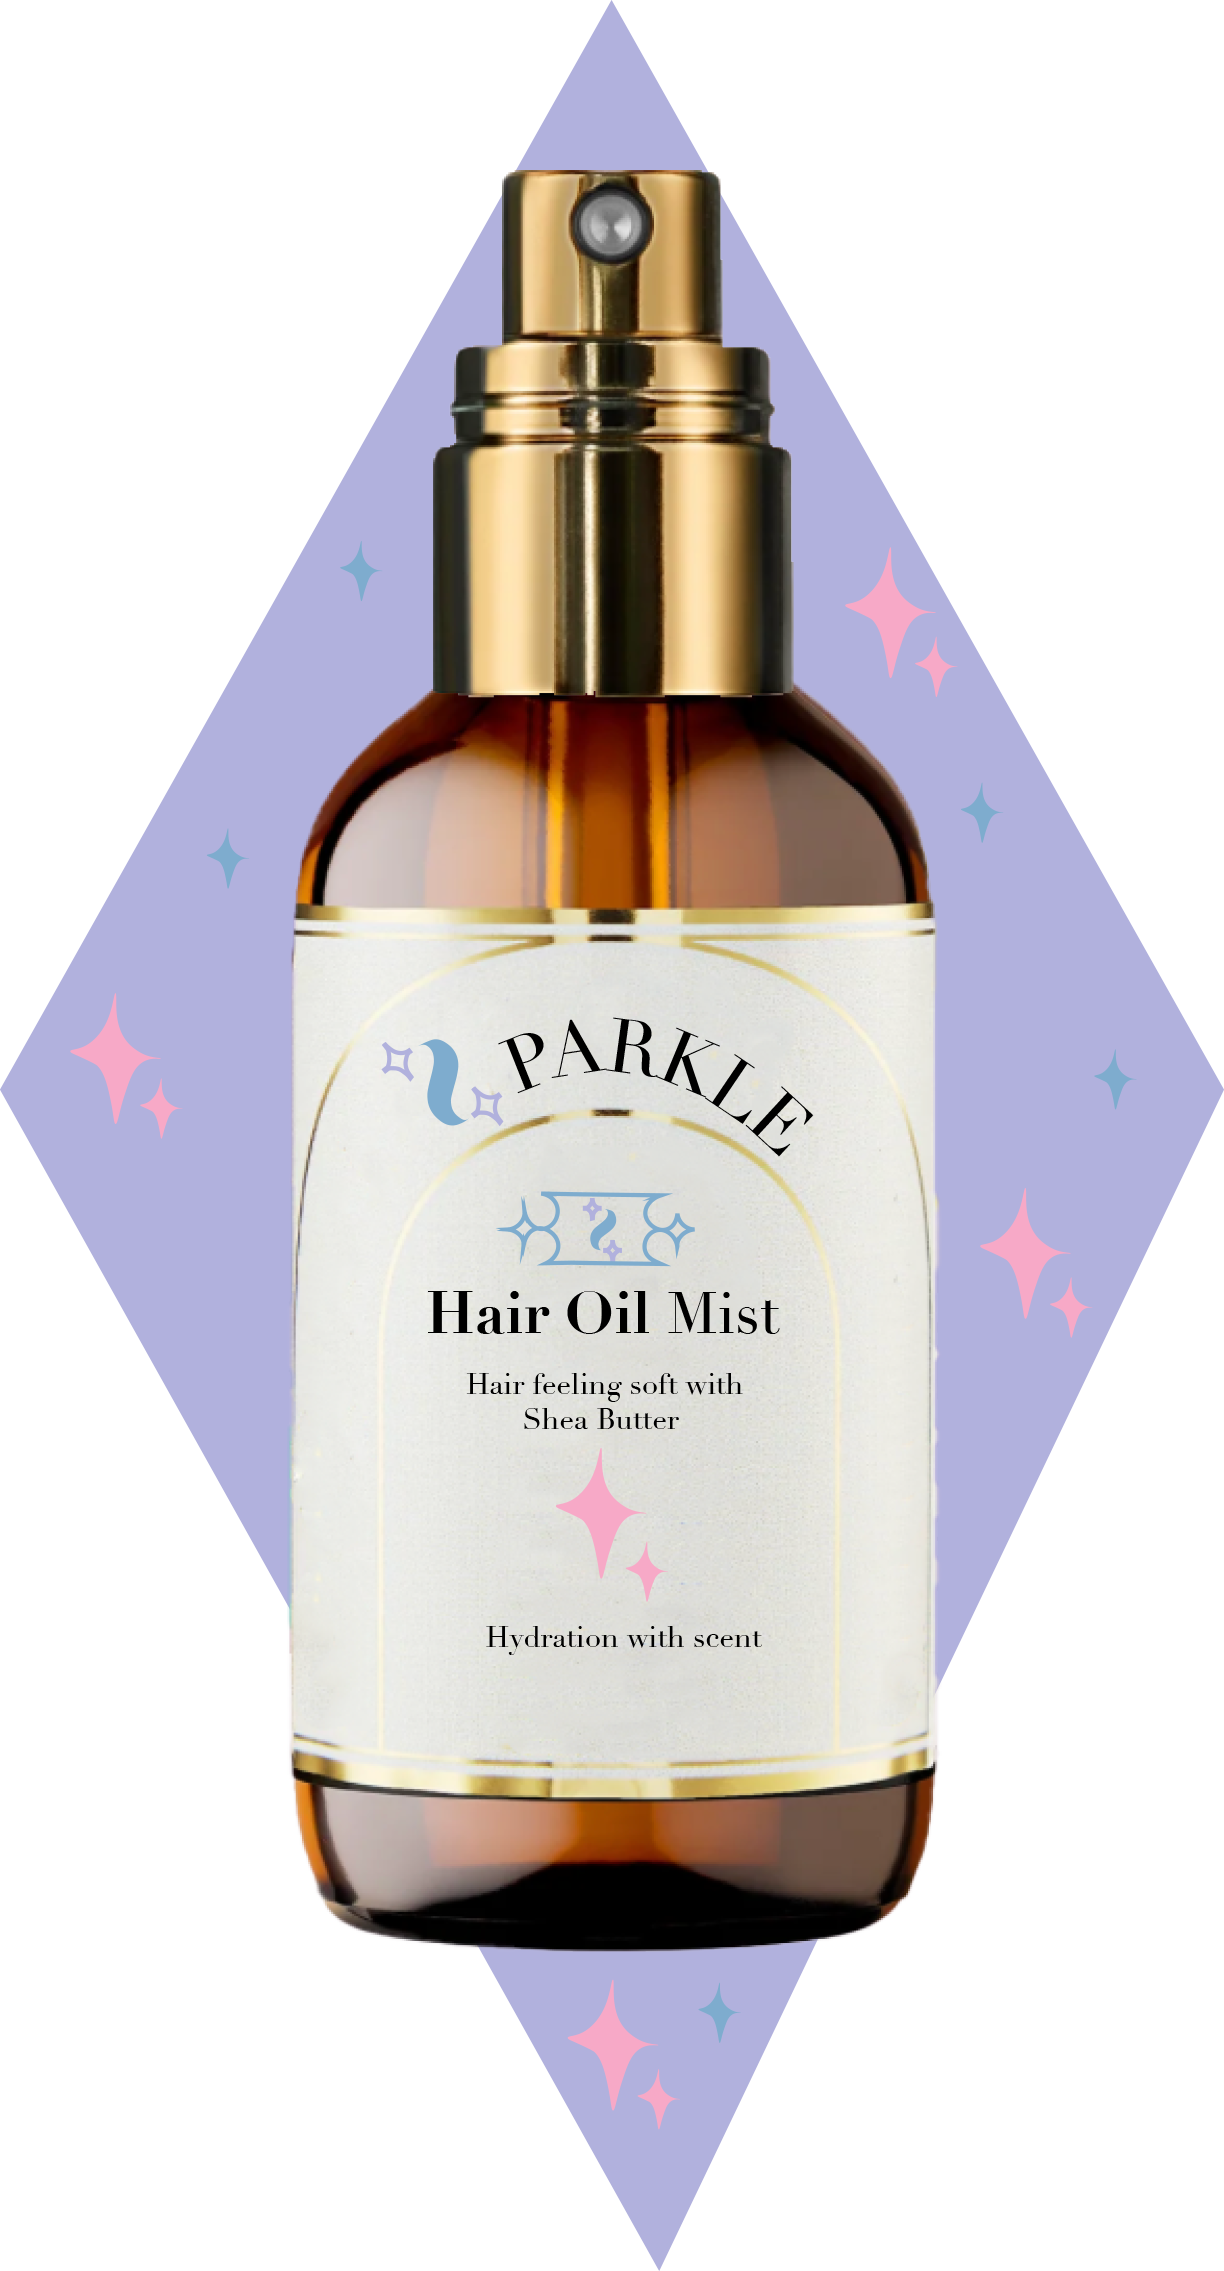 SPARKLE
Hair Oil Mist
Hair feeling soft with
Shea Butter
Hydration with scent